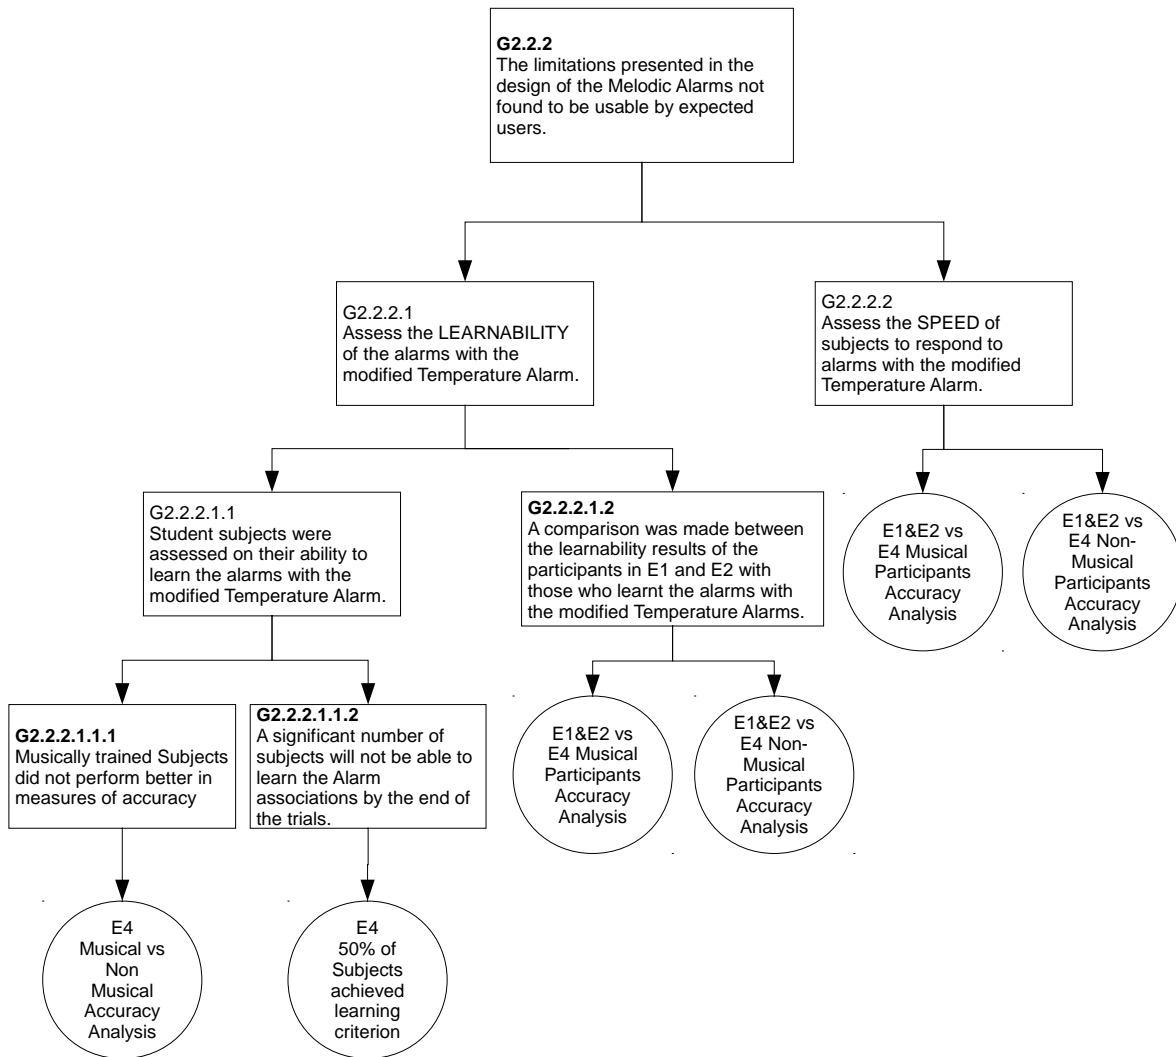 G2.2.2
The limitations presented in the
design of the Melodic Alarms not
found to be usable by expected
users.
G2.2.2.1
Assess the LEARNABILITY
of the alarms with the
modified Temperature Alarm.
G2.2.2.2
Assess the SPEED of
subjects to respond to
alarms with the modified
Temperature Alarm.
G2.2.2.1.1
Student subjects were
assessed on their ability to
learn the alarms with the
modified Temperature Alarm.
G2.2.2.1.2
A comparison was made between
the learnability results of the
participants in E1 and E2 with
those who learnt the alarms with
the modified Temperature Alarms.
E1&E2 vs
E4 Musical
Participants
Accuracy
Analysis
E1&E2 vs
E4 Non-
Musical
Participants
Accuracy
Analysis
G2.2.2.1.1.1
Musically trained Subjects
did not perform better in
measures of accuracy
G2.2.2.1.1.2
A significant number of
subjects will not be able to
learn the Alarm
associations by the end of
the trials.
E1&E2 vs
E4 Musical
Participants
Accuracy
Analysis
E1&E2 vs
E4 Non-
Musical
Participants
Accuracy
Analysis
E4
Musical vs
Non
Musical
Accuracy
Analysis
E4
50% of
Subjects
achieved
learning
criterion